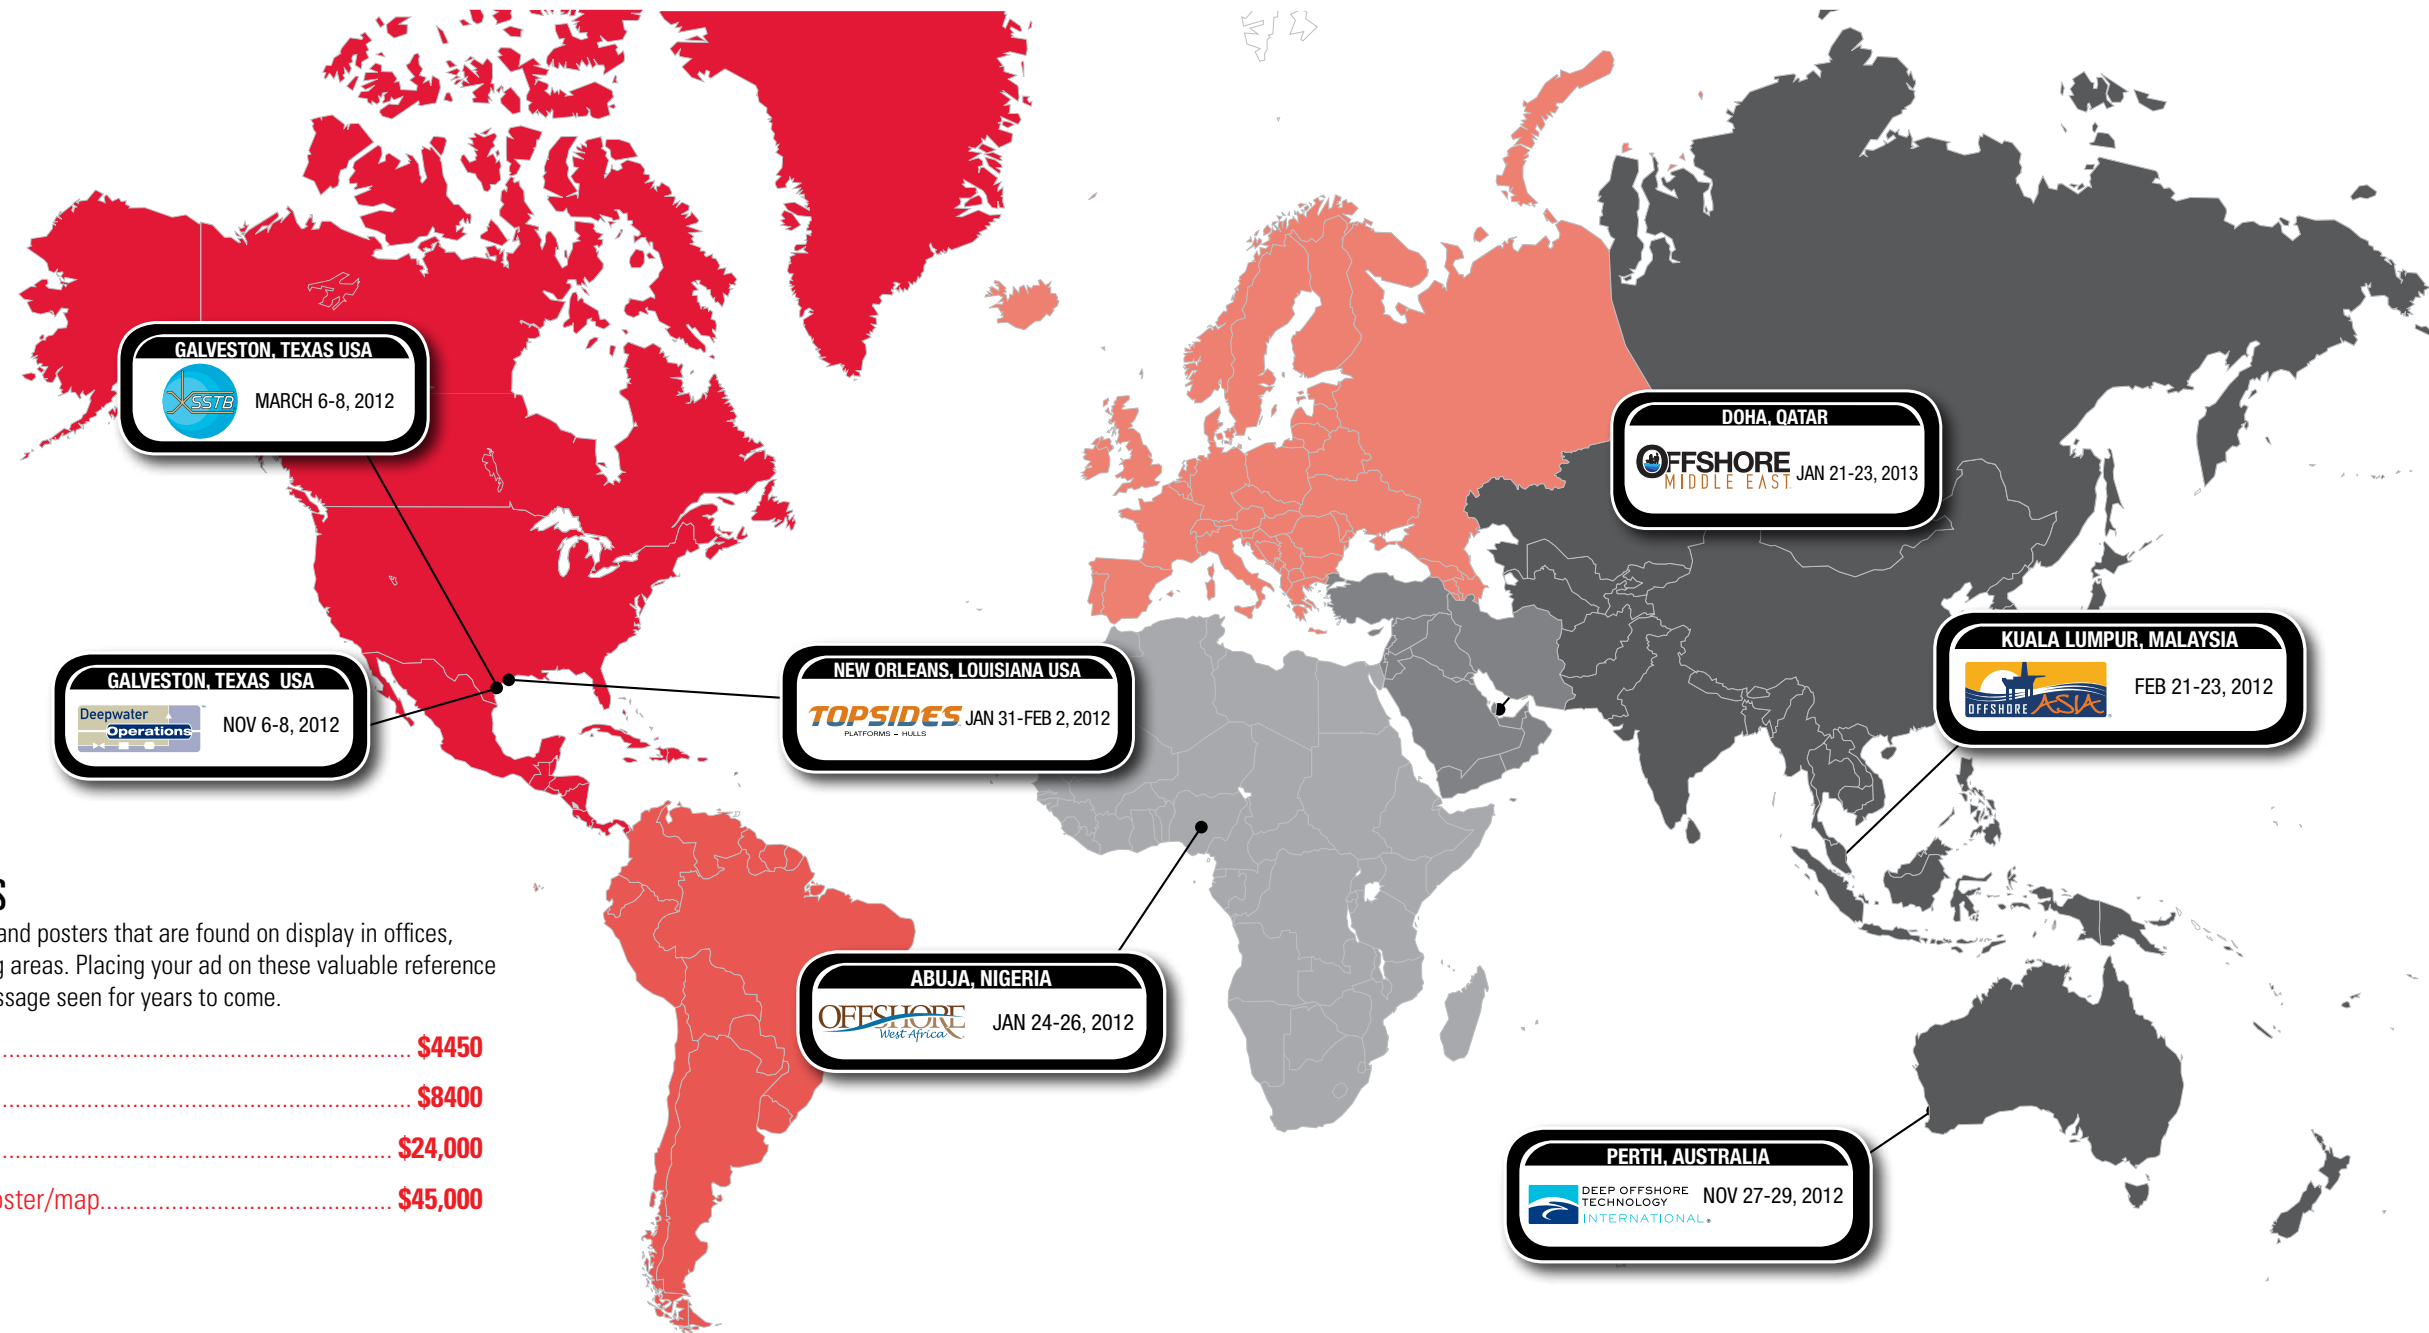 GALVESTON, TEXAS USA
SSTB
MARCH 6-8, 2012
DOHA, QATAR
OFFSHORE
MIDDLE EAST
JAN 21-23, 2013
KUALA LUMPUR, MALAYSIA
OFFSHORE ASIA
FEB 21-23, 2012
GALVESTON, TEXAS USA
Deepwater
Operations
NOV 6-8, 2012
NEW ORLEANS, LOUISIANA USA
TOPSIDES
PLATFORMS - HULLS
JAN 31-FEB 2, 2012
S
and posters that are found on display in offices,
g areas. Placing your ad on these valuable reference
ssage seen for years to come.
$4450
$8400
$24,000
oster/map $45,000
ABUJA, NIGERIA
OFFSHORE
West Africa
JAN 24-26, 2012
PERTH, AUSTRALIA
DEEP OFFSHORE
TECHNOLOGY
INTERNATIONAL®
NOV 27-29, 2012